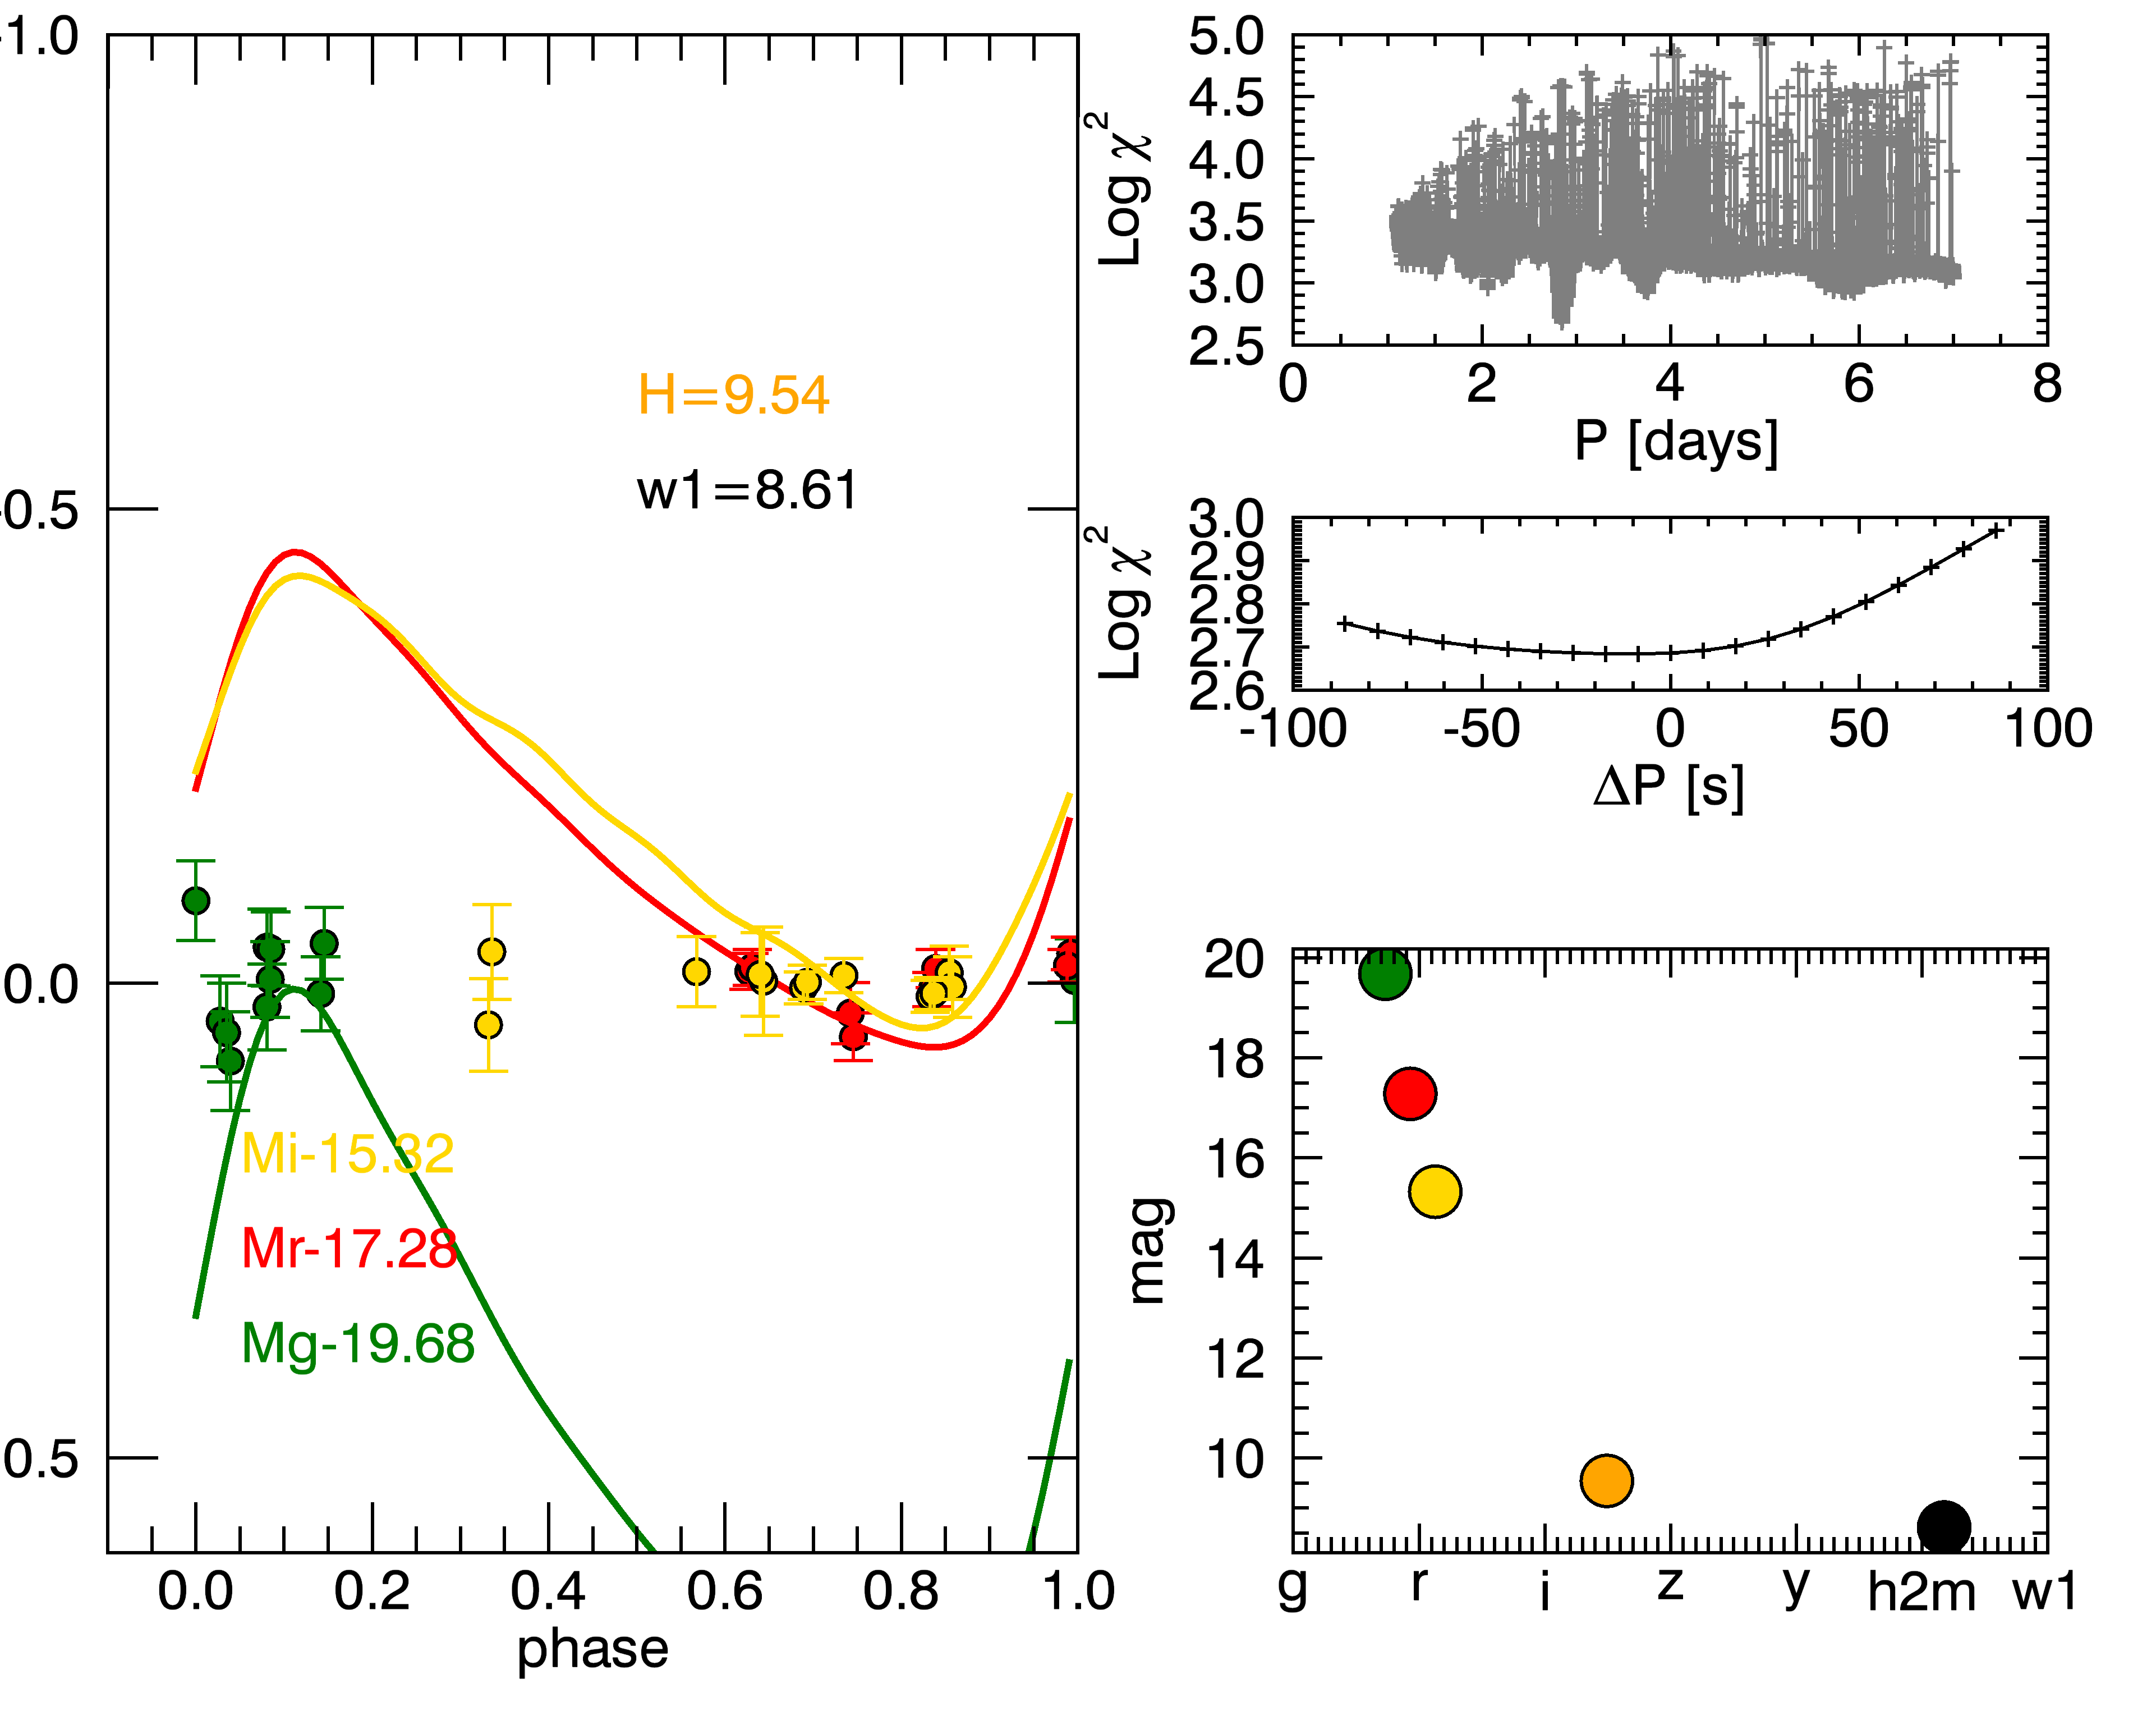 -1.0
-0.5
0.0
0.5
H=9.54
w1=8.61
Mi-15.32
Mr-17.28
Mg-19.68
0.0 0.2 0.4 0.6 0.8 1.0
phase
5.0
4.5
4.0
3.5
3.0
2.5
Log χ²
0 2 4 6 8
P [days]
3.0
2.9
2.8
2.7
2.6
Log χ²
-100 -50 0 50 100
ΔP [s]
20
18
16
14
12
10
mag
g r i z y h2m w1